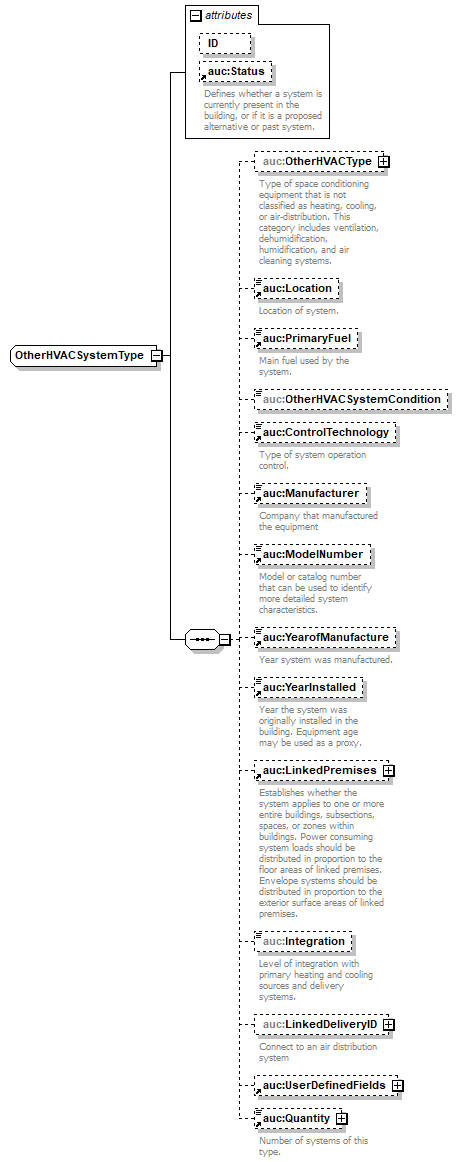 attributes
ID
auc:Status
Defines whether a system is
currently present in the
building, or if it is a proposed
alternative or past system.
auc:OtherHVACType
Type of space conditioning
equipment that is not
classified as heating, cooling,
or air-distribution. This
category includes ventilation,
dehumidification,
humidification, and air
cleaning systems.
auc:Location
Location of system.
auc:PrimaryFuel
Main fuel used by the
system.
OtherHVACSystemType
auc:OtherHVACSystemCondition
auc:ControlTechnology
Type of system operation
control.
auc:Manufacturer
Company that manufactured
the equipment
auc:ModelNumber
Model or catalog number
that can be used to identify
more detailed system
characteristics.
auc:YearofManufacture
Year system was manufactured.
auc:YearInstalled
Year the system was
originally installed in the
building. Equipment age
may be used as a proxy.
auc:LinkedPremises
Establishes whether the
system applies to one or more
entire buildings, subsections,
spaces, or zones within
buildings. Power consuming
system loads should be
distributed in proportion to the
floor areas of linked premises.
Envelope systems should be
distributed in proportion to the
exterior surface areas of linked
premises.
auc:Integration
Level of integration with
primary heating and cooling
sources and delivery
systems.
auc:LinkedDeliveryID
Connect to an air distribution
system
auc:UserDefinedFields
auc:Quantity
Number of systems of this
type.